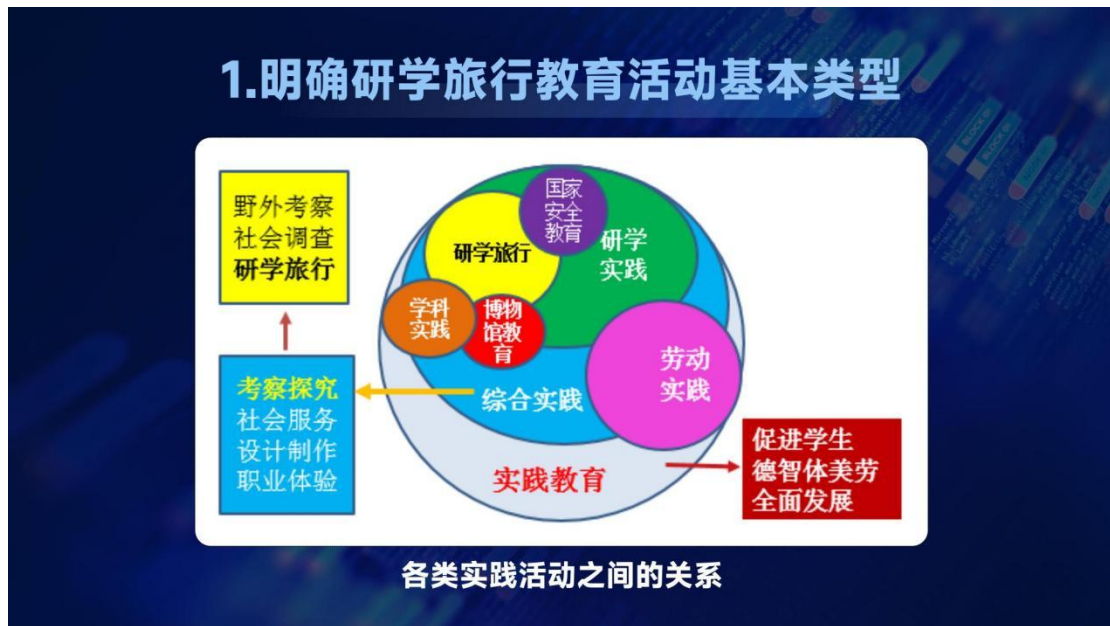 1.明确研学旅行教育活动基本类型
野外考察
社会调查
研学旅行
考察探究
社会服务
设计制作
职业体验
国家
安全
教育
研学旅行
研学
实践
学科
实践
博物
馆教
育
劳动
实践
综合实践
实践教育
促进学生
德智体美劳
全面发展
各类实践活动之间的关系